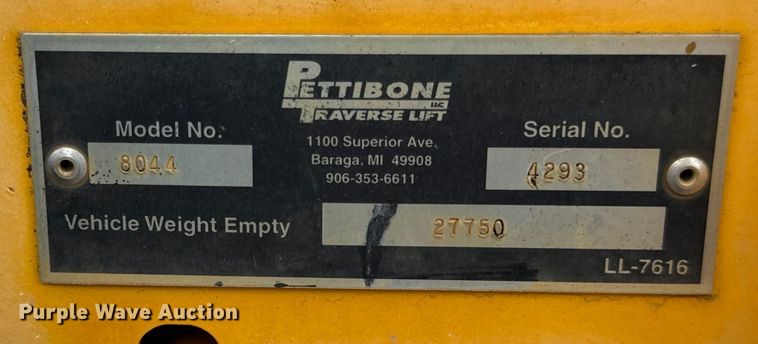 PETTIBONE
LLC
TRAVERSE LIFT
Model No.
8044
1100 Superior Ave.
Baraga, MI 49908
906-353-6611
Serial No.
4293
Vehicle Weight Empty
27750
LL-7616
Purple Wave Auction